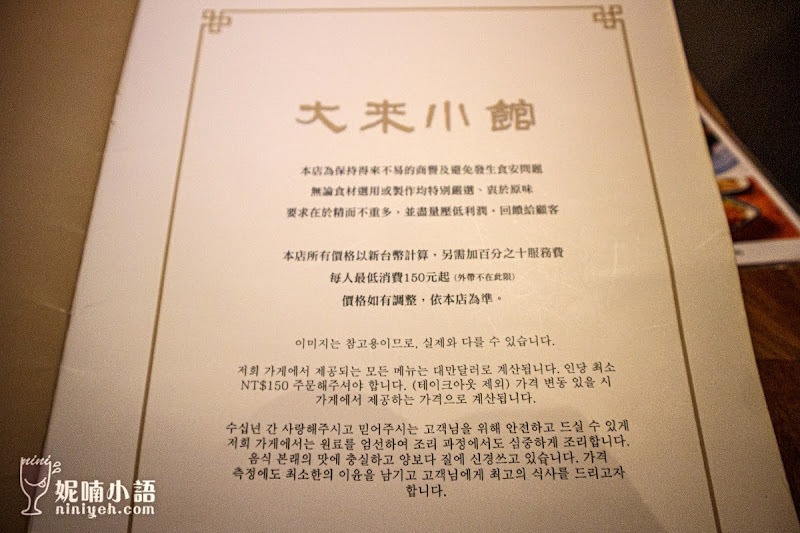 大来小館
本店為保持得來不易的商譽及避免發生食安問題
無論食材選用或製作均特別嚴選、衷於原味
要求在於精而不重多，並盡量壓低利潤，回饋給顧客
本店所有價格以新台幣計算，另需加百分之十服務費
每人最低消費150元起 (外帶不在此限)
價格如有調整，依本店為準。
이미지는 참고용이므로, 실제와 다를 수 있습니다.
저희 가게에서 제공되는 모든 메뉴는 대만달러로 계산됩니다. 인당 최소
NT$150 주문해주셔야 합니다. (테이크아웃 제외) 가격 변동 있을 시
가게에서 제공하는 가격으로 계산됩니다.
수십년 간 사랑해주시고 믿어주시는 고객님을 위해 안전하고 드실 수 있게
저희 가게에서는 원료를 엄선하여 조리 과정에서도 심중하게 조리합니다.
음식 본래의 맛에 충실하고 양보다 질에 신경쓰고 있습니다. 가격
측정에도 최소한의 이윤을 남기고 고객님에게 최고의 식사를 드리고자
합니다.
nini
妮喃小語
niniyeh.com